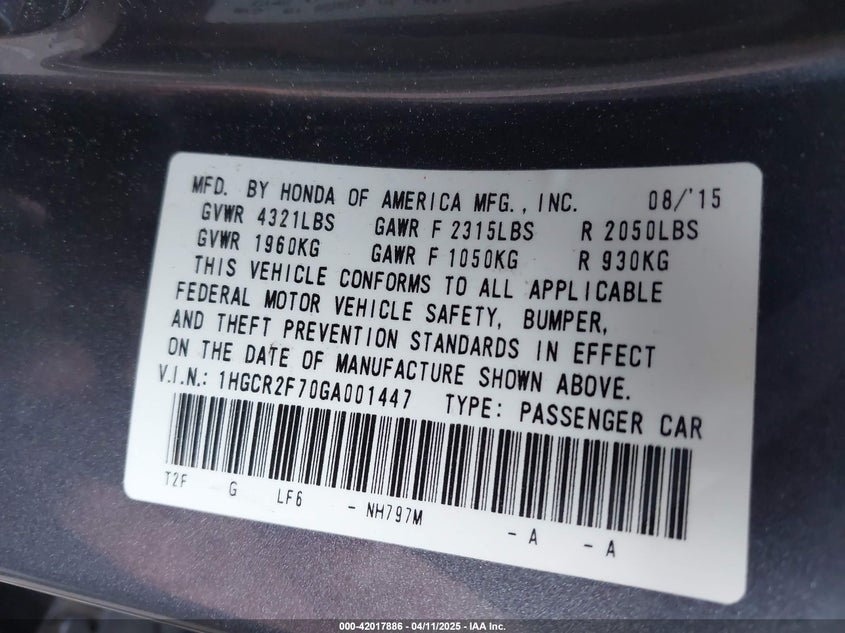 MFD. BY HONDA OF AMERICA MFG., INC. 08/'15
GVWR 4321LBS GAWR F 2315LBS R 2050LBS
GVWR 1960KG GAWR F 1050KG R 930KG
THIS VEHICLE CONFORMS TO ALL APPLICABLE
FEDERAL MOTOR VEHICLE SAFETY, BUMPER,
AND THEFT PREVENTION STANDARDS IN EFFECT
ON THE DATE OF MANUFACTURE SHOWN ABOVE.
V.I.N.: 1HGCR2F70GA001447 TYPE: PASSENGER CAR
T2F G LF6 - NH797M - A - A
000-42017886 - 04/11/2025 - IAA Inc.